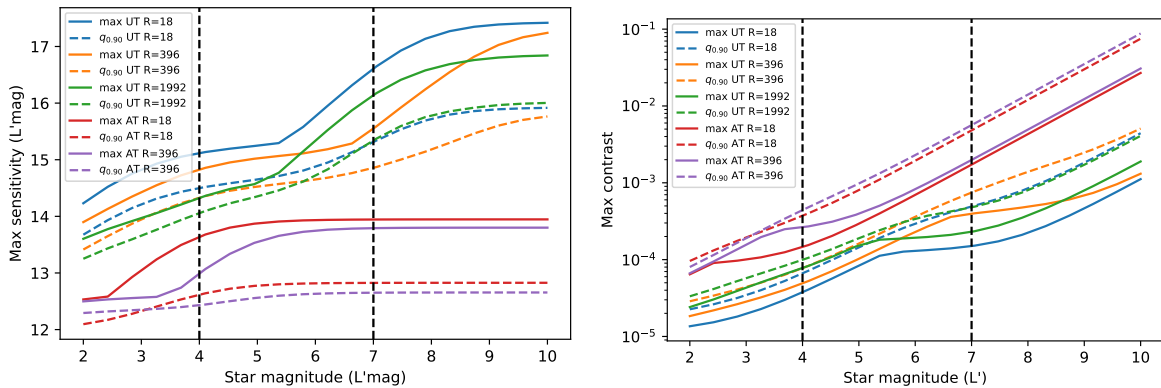 17
16
15
14
13
12
Max sensitivity (L'mag)
max UT R=18
q0.90 UT R=18
max UT R=396
q0.90 UT R=396
max UT R=1992
q0.90 UT R=1992
max AT R=18
q0.90 AT R=18
max AT R=396
q0.90 AT R=396
2 3 4 5 6 7 8 9 10
Star magnitude (L'mag)
10−1
10−2
10−3
10−4
10−5
Max contrast
max UT R=18
q0.90 UT R=18
max UT R=396
q0.90 UT R=396
max UT R=1992
q0.90 UT R=1992
max AT R=18
q0.90 AT R=18
max AT R=396
q0.90 AT R=396
2 3 4 5 6 7 8 9 10
Star magnitude (L')